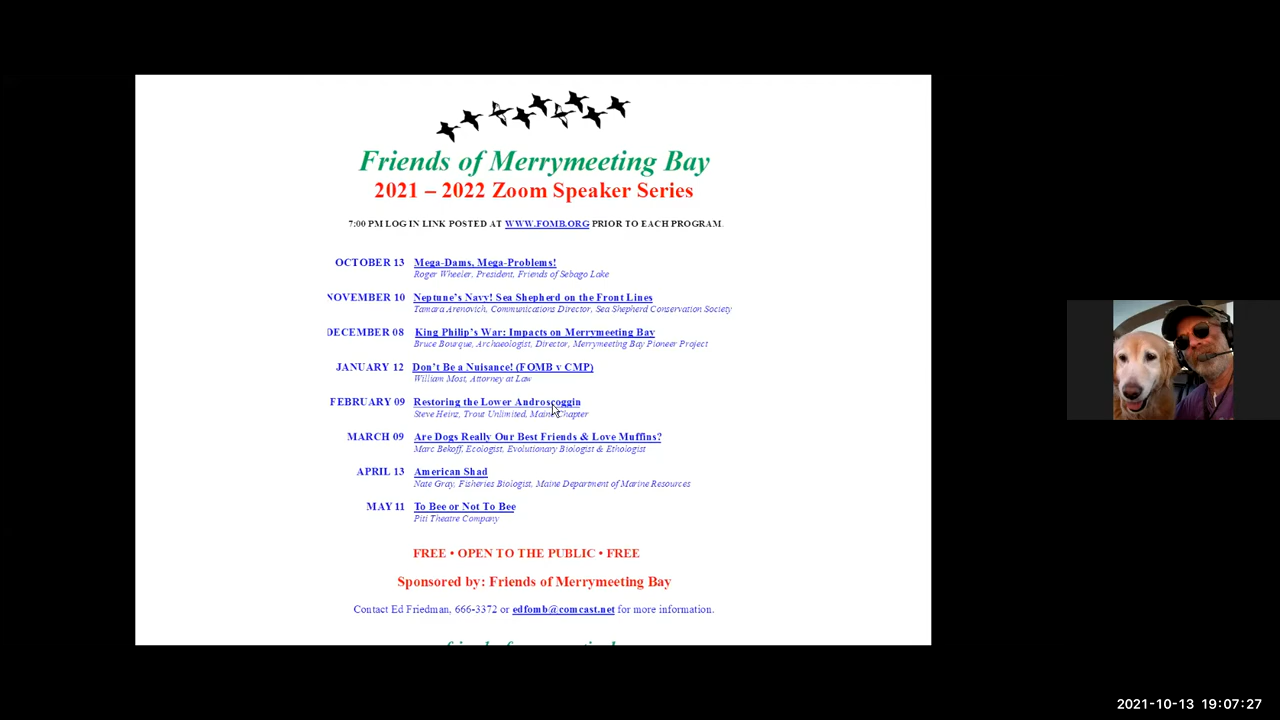 Friends of Merrymeeting Bay
2021 – 2022 Zoom Speaker Series
7:00 PM LOG IN LINK POSTED AT WWW.FOMB.ORG PRIOR TO EACH PROGRAM.
OCTOBER 13 Mega-Dams, Mega-Problems!
Roger Wheeler, President, Friends of Sebago Lake
NOVEMBER 10 Neptune's Navy! Sea Shepherd on the Front Lines
Tamara Arenovich, Communications Director, Sea Shepherd Conservation Society
DECEMBER 08 King Philip's War: Impacts on Merrymeeting Bay
Bruce Bourque, Archaeologist, Director, Merrymeeting Bay Pioneer Project
JANUARY 12 Don't Be a Nuisance! (FOMB v CMP)
William Most, Attorney at Law
FEBRUARY 09 Restoring the Lower Androscoggin
Steve Heinz, Trout Unlimited, Maine Chapter
MARCH 09 Are Dogs Really Our Best Friends & Love Muffins?
Marc Bekoff, Ecologist, Evolutionary Biologist & Ethologist
APRIL 13 American Shad
Nate Gray, Fisheries Biologist, Maine Department of Marine Resources
MAY 11 To Bee or Not To Bee
Piti Theatre Company
FREE • OPEN TO THE PUBLIC • FREE
Sponsored by: Friends of Merrymeeting Bay
Contact Ed Friedman, 666-3372 or edfomb@comcast.net for more information.
2021-10-13 19:07:27